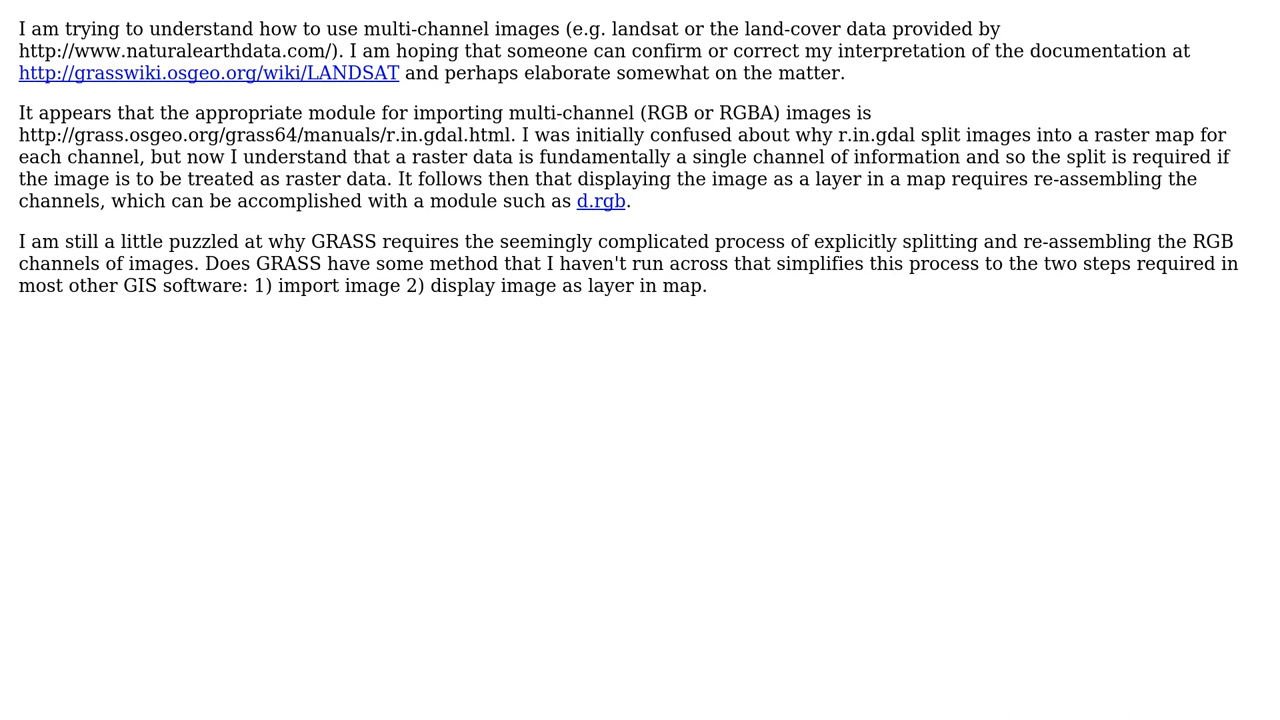 I am trying to understand how to use multi-channel images (e.g. landsat or the land-cover data provided by
http://www.naturalearthdata.com/). I am hoping that someone can confirm or correct my interpretation of the documentation at
http://grasswiki.osgeo.org/wiki/LANDSAT and perhaps elaborate somewhat on the matter.
It appears that the appropriate module for importing multi-channel (RGB or RGBA) images is
http://grass.osgeo.org/grass64/manuals/r.in.gdal.html. I was initially confused about why r.in.gdal split images into a raster map for
each channel, but now I understand that a raster data is fundamentally a single channel of information and so the split is required if
the image is to be treated as raster data. It follows then that displaying the image as a layer in a map requires re-assembling the
channels, which can be accomplished with a module such as d.rgb.
I am still a little puzzled at why GRASS requires the seemingly complicated process of explicitly splitting and re-assembling the RGB
channels of images. Does GRASS have some method that I haven't run across that simplifies this process to the two steps required in
most other GIS software: 1) import image 2) display image as layer in map.